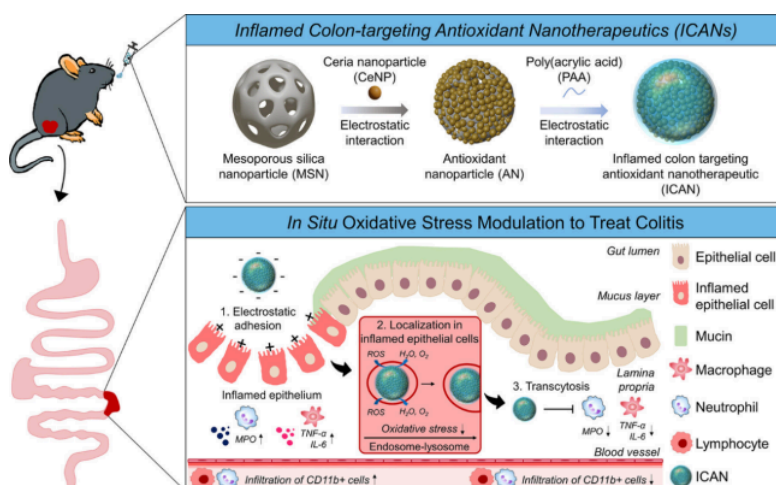 Inflamed Colon-targeting Antioxidant Nanotherapeutics (ICANs)
Ceria nanoparticle
(CeNP)
Electrostatic
interaction
Poly(acrylic acid)
(PAA)
Electrostatic
interaction
Mesoporous silica
nanoparticle (MSN)
Antioxidant
nanoparticle (AN)
Inflamed colon targeting
antioxidant nanotherapeutic
(ICAN)
In Situ Oxidative Stress Modulation to Treat Colitis
Gut lumen
Mucus layer
1. Electrostatic
adhesion
+ + + + + +
Inflamed epithelium
MPO ↑
TNF-α
IL-6 ↑
2. Localization in
inflamed epithelial cells
ROS H₂O, O₂
ROS H₂O, O₂
Oxidative stress ↓
Endosome-lysosome
3. Transcytosis
Lamina
propria
MPO ↓
TNF-α
IL-6 ↓
Blood vessel
Infiltration of CD11b+ cells ↑
Infiltration of CD11b+ cells ↓
Epithelial cell
Inflamed
epithelial cell
Mucin
Macrophage
Neutrophil
Lymphocyte
ICAN